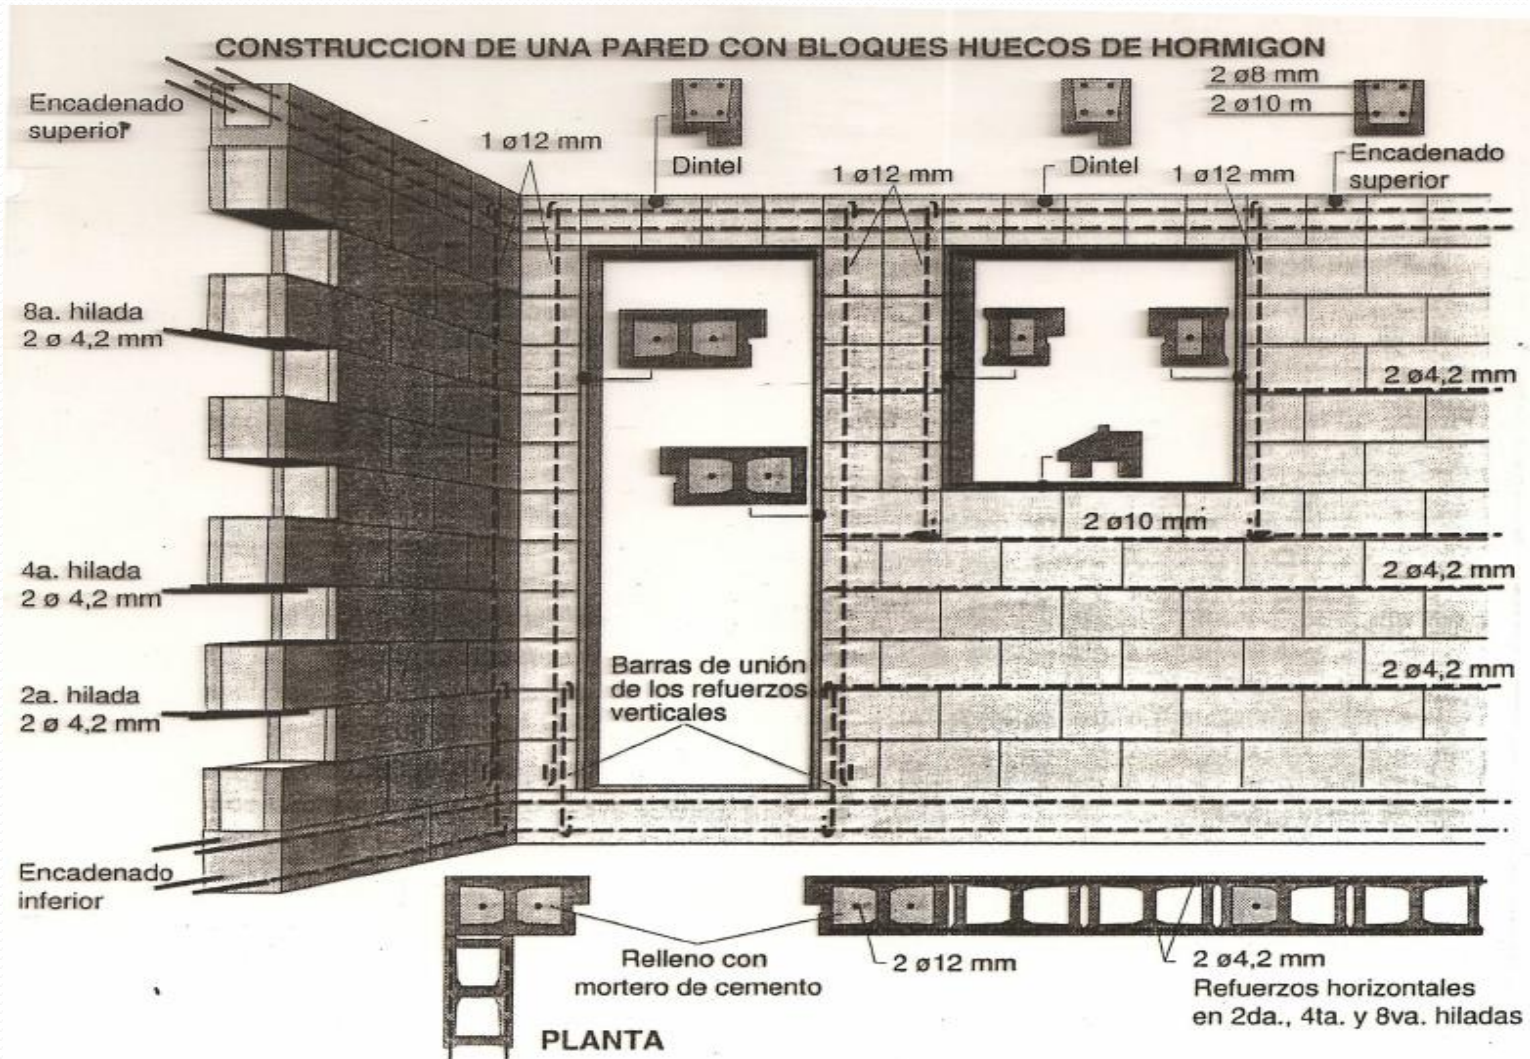 CONSTRUCCION DE UNA PARED CON BLOQUES HUECOS DE HORMIGON
2 ø8 mm
2 ø10 m
Encadenado
superior
1 ø12 mm
Dintel
1 ø12 mm
Dintel
1 ø12 mm
Encadenado
superior
8a. hilada
2 ø 4,2 mm
2 ø4,2 mm
2 ø10 mm
4a. hilada
2 ø 4,2 mm
2 ø4,2 mm
Barras de unión
de los refuerzos
verticales
2 ø4,2 mm
2a. hilada
2 ø 4,2 mm
Encadenado
inferior
Relleno con
mortero de cemento
2 ø12 mm
2 ø4,2 mm
Refuerzos horizontales
en 2da., 4ta. y 8va. hiladas
PLANTA